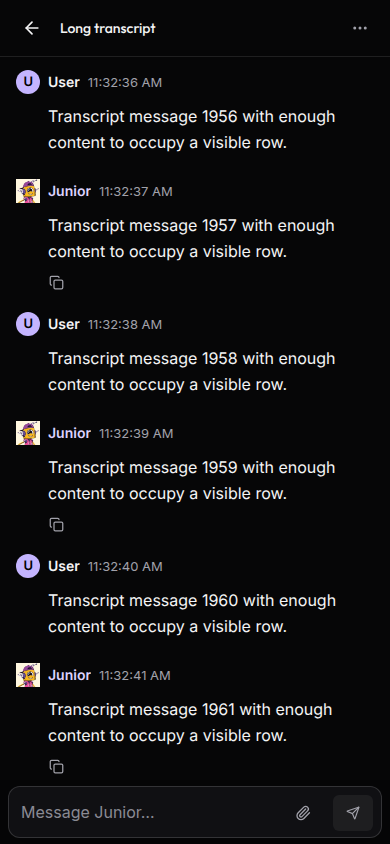 Long transcript
U User 11:32:36 AM
Transcript message 1956 with enough
content to occupy a visible row.
Junior 11:32:37 AM
Transcript message 1957 with enough
content to occupy a visible row.
U User 11:32:38 AM
Transcript message 1958 with enough
content to occupy a visible row.
Junior 11:32:39 AM
Transcript message 1959 with enough
content to occupy a visible row.
U User 11:32:40 AM
Transcript message 1960 with enough
content to occupy a visible row.
Junior 11:32:41 AM
Transcript message 1961 with enough
content to occupy a visible row.
Message Junior...